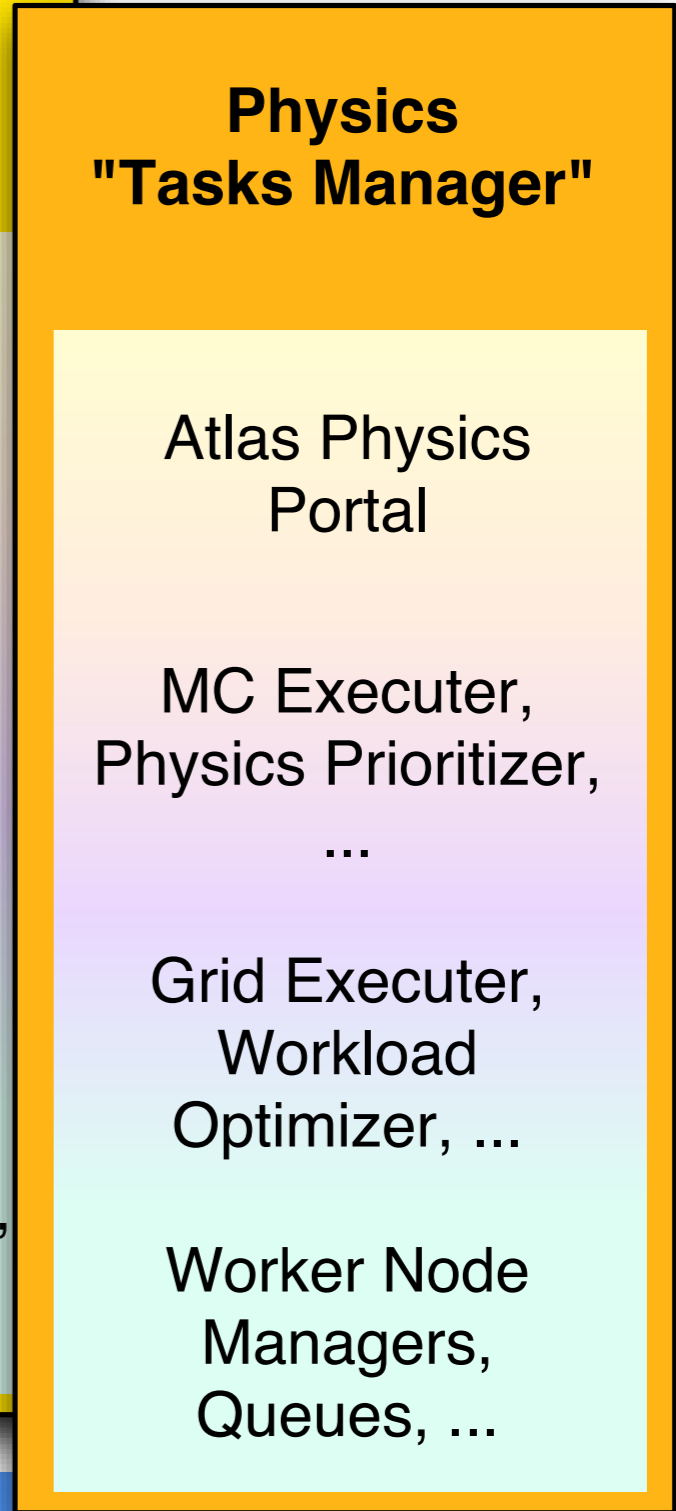 Physics
"Tasks Manager"
Atlas Physics
Portal
MC Executer,
Physics Prioritizer,
...
Grid Executer,
Workload
Optimizer, ...
,
Worker Node
Managers,
Queues, ...